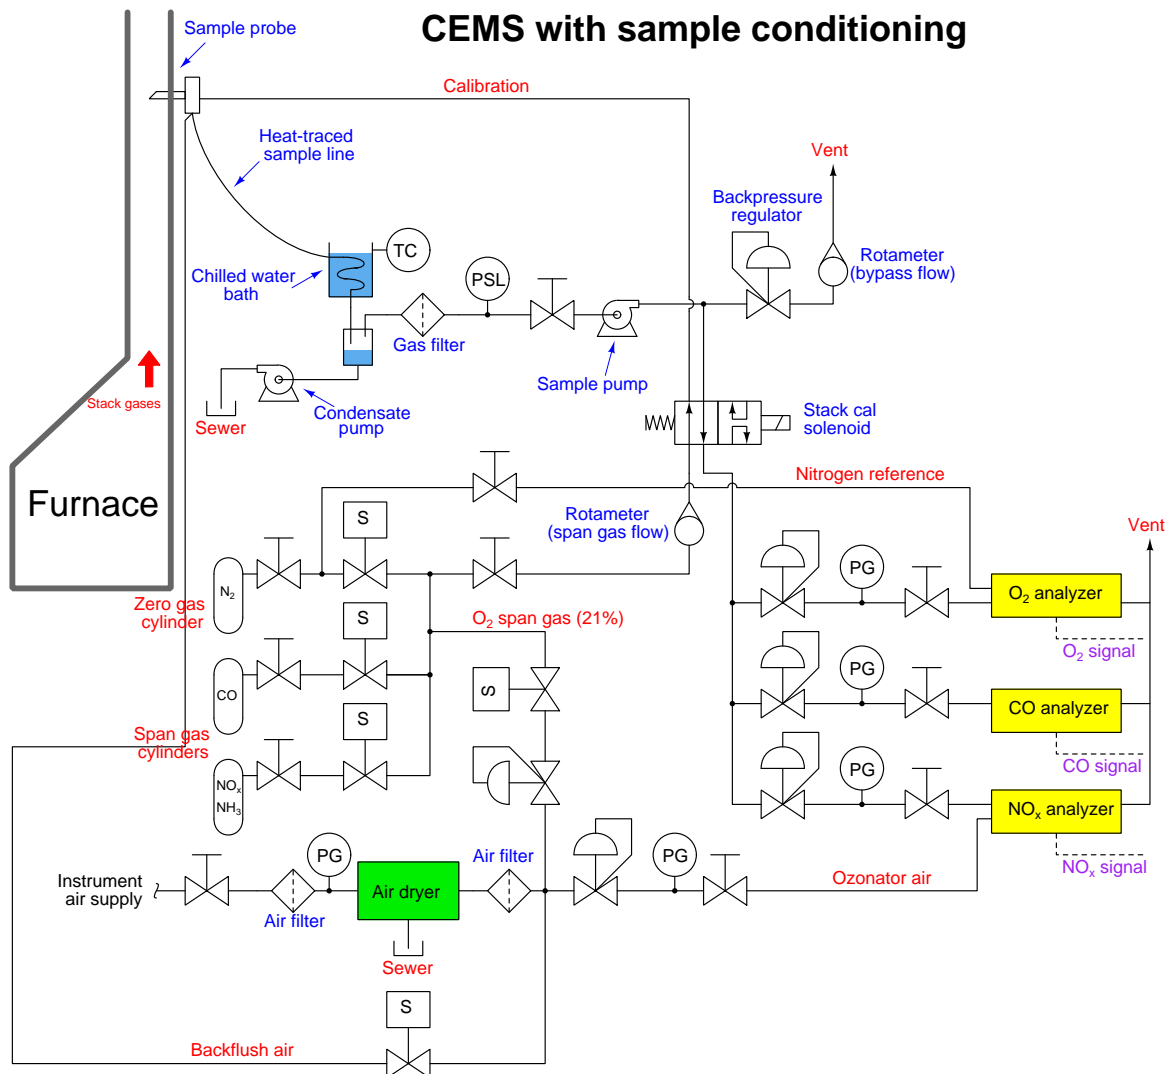 CEMS with sample conditioning
Sample probe
Calibration
Heat-traced
sample line
Vent
Backpressure
regulator
Rotameter
(bypass flow)
TC
Chilled water
bath
PSL
Gas filter
Sample pump
Stack gases
Sewer
Condensate
pump
Stack cal
solenoid
Furnace
Nitrogen reference
S
Rotameter
(span gas flow)
Vent
N₂
Zero gas
cylinder
PG
O₂ analyzer
S
O₂ span gas (21%)
O₂ signal
CO
S
PG
CO analyzer
Span gas
cylinders
S
CO signal
NOₓ
NH₃
PG
NOₓ analyzer
NOₓ signal
Instrument
air supply
Air filter
PG
Air dryer
Air filter
PG
Ozonator air
Sewer
S
Backflush air